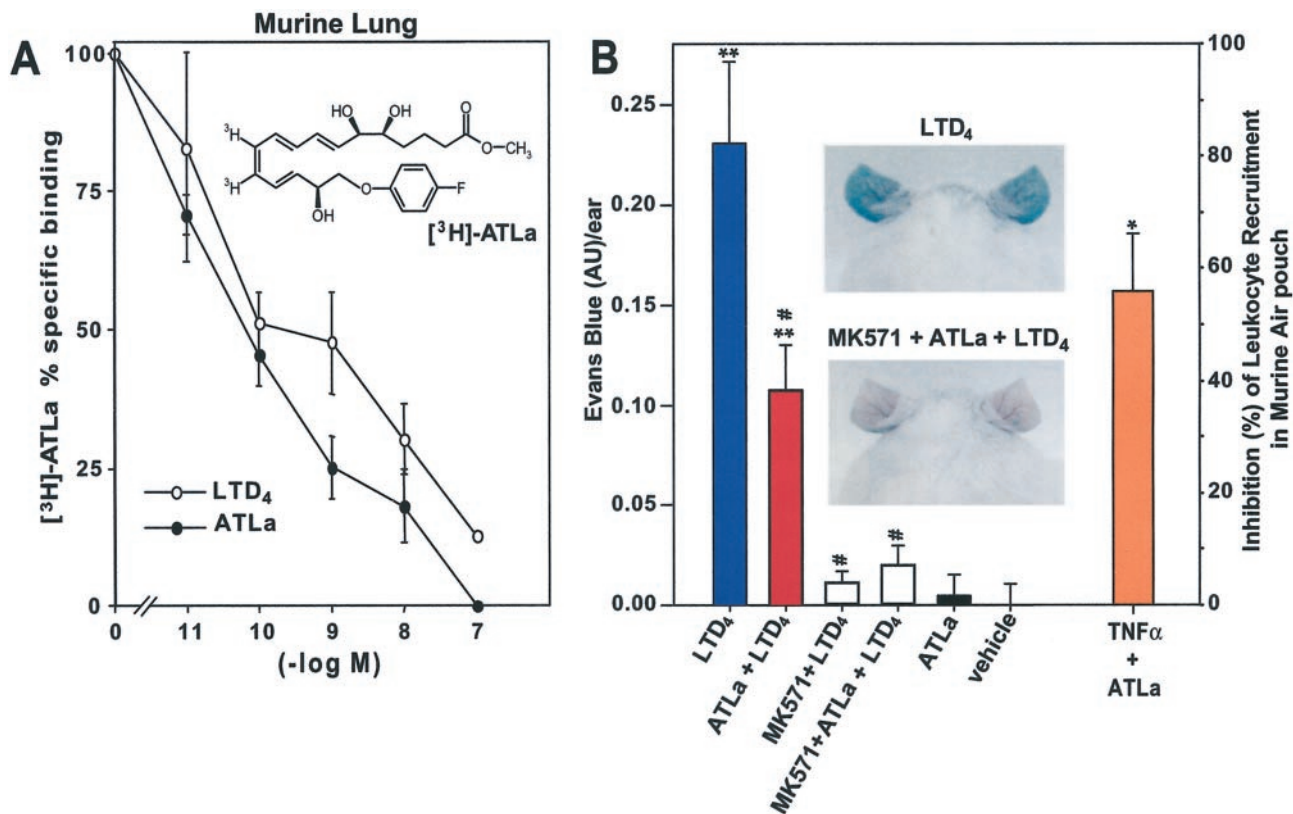 A
Murine Lung
[³H]-ATLa % specific binding
100
75
50
25
0
HO
OH
O
O
CH₃
³H
³H
O
F
OH
[³H]-ATLa
LTD₄
ATLa
0
11
10
9
8
7
(-log M)
B
Evans Blue (AU)/ear
0.25
0.20
0.15
0.10
0.05
0.00
**
#
**
#
#
*
LTD₄
MK571 + ATLa + LTD₄
LTD₄
ATLa + LTD₄
MK571+ LTD₄
MK571+ ATLa + LTD₄
ATLa
vehicle
TNFα
+
ATLa
100
80
60
40
20
0
Inhibition (%) of Leukocyte Recruitment
in Murine Air pouch